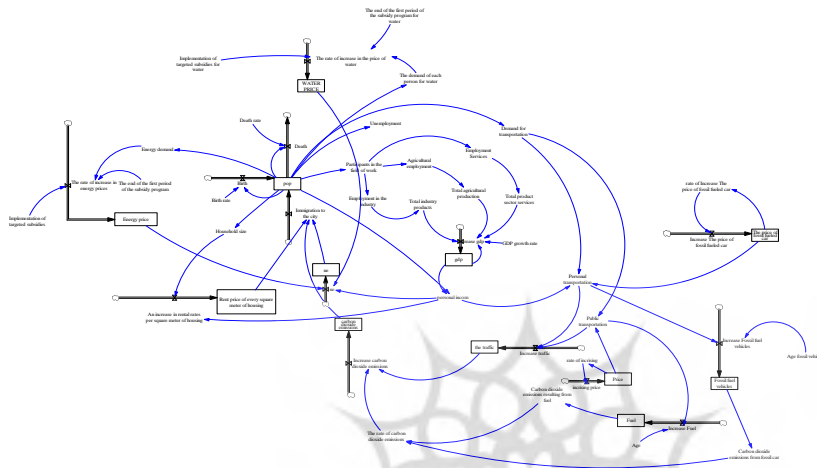 The end of the first period of
the subsidy program for
water
Implementation of
targeted subsidies for
water
The rate of increase in the price of
water
The demand of each
person for water
WATER
PRICE
Death rate
Death
Unemployment
Demand for
transportation
Energy demand
Participants in the
field of work
Agricultural
employment
Employment
Services
The rate of increase in
energy prices
The end of the first period
of the subsidy program
Birth
pop
Birth rate
Employment in the
industry
Total industry
products
Total agricultural
production
Total product
sector services
rate of increase The
price of fossil fueled
car
Implementation of
targeted subsidies
Energy price
Household size
Immigration to
the city
GDP growth rate
gdp
Increase The price of
fossil fueled car
The price of
fossil fueled
car
Rent price of every square
meter of housing
personal income
Personal
transportation
An increase in rental rates
per square meter of housing
carbon
dioxide
emissions
Public
transportation
Increase carbon
dioxide emissions
the traffic
Increase traffic
Increase Fossil fuel
vehicles
Age fossil vehi
rate of incrising
incrising price
Price
Fossil fuel
vehicles
Carbon dioxide
emissions resulting from
fuel
Fuel
Increase Fuel
The rate of carbon
dioxide emissions
Age
Carbon dioxide
emissions from fossil car